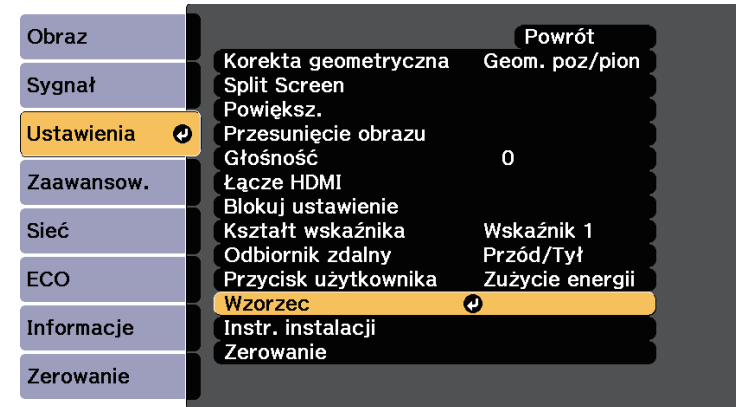 Obraz
Sygnał
Ustawienia
Zaawansow.
Sieć
ECO
Informacje
Zerowanie
Powrót
Korekta geometryczna Geom. poz/pion
Split Screen
Powiększ.
Przesunięcie obrazu
Głośność 0
Łącze HDMI
Blokuj ustawienie
Kształt wskaźnika Wskaźnik 1
Odbiornik zdalny Przód/Tył
Przycisk użytkownika Zużycie energii
Wzorzec
Instr. instalacji
Zerowanie